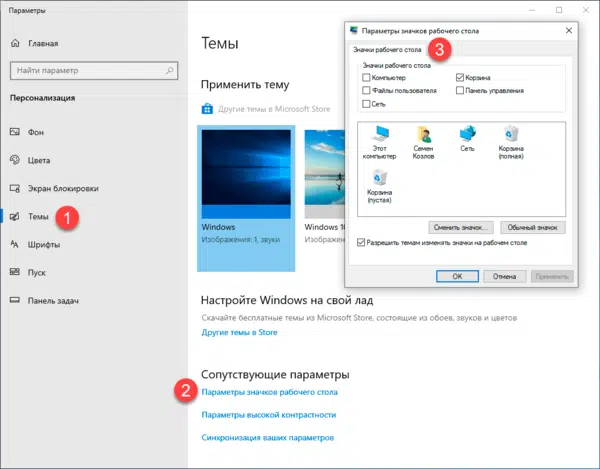 Параметры
Главная
Найти параметр
Персонализация
Фон
Цвета
Экран блокировки
Темы
1
Шрифты
Пуск
Панель задач
Темы
Применить тему
Другие темы в Microsoft Store
Windows
Изображения: 1, звуки
Windows 10
Изображения
Настройте Windows на свой лад
Скачайте бесплатные темы из Microsoft Store, состоящие из обоев, звуков и цветов
Другие темы в Store
Сопутствующие параметры
2
Параметры значков рабочего стола
Параметры высокой контрастности
Синхронизация ваших параметров
Параметры значков рабочего стола
Значки рабочего стола
3
Значки рабочего стола
Компьютер
Корзина
Файлы пользователя
Панель управления
Сеть
Этот
компьютер
Семен
Козлов
Сеть
Корзина
(полная)
Корзина
(пустая)
Сменить значок...
Обычный значок
Разрешить темам изменять значки на рабочем столе
OK
Отмена
Применить